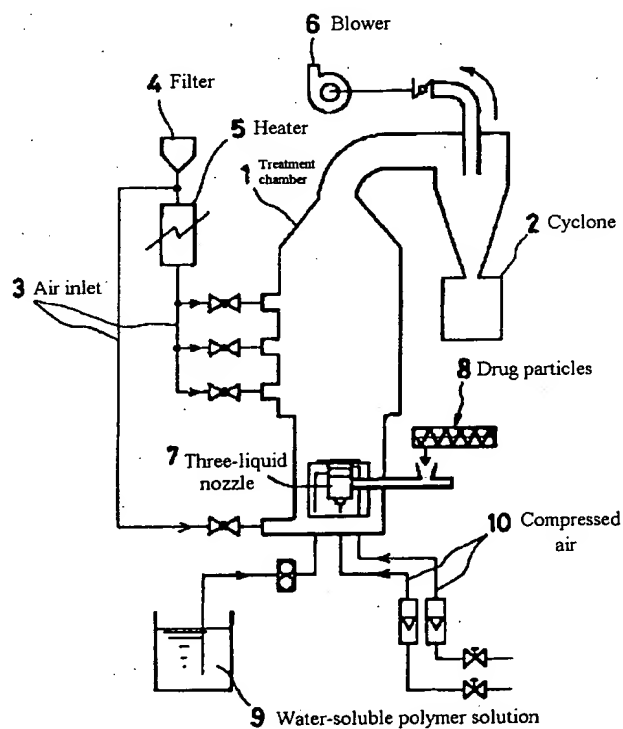 6 Blower
4 Filter
5 Heater
1 Treatment
chamber
2 Cyclone
3 Air inlet
8 Drug particles
7 Three-liquid
nozzle
10 Compressed
air
9 Water-soluble polymer solution